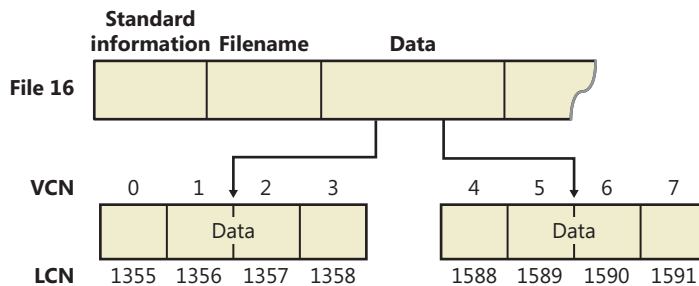 Standard
information Filename Data
File 16
VCN 0 1 2 3 4 5 6 7
Data Data
LCN 1355 1356 1357 1358 1588 1589 1590 1591